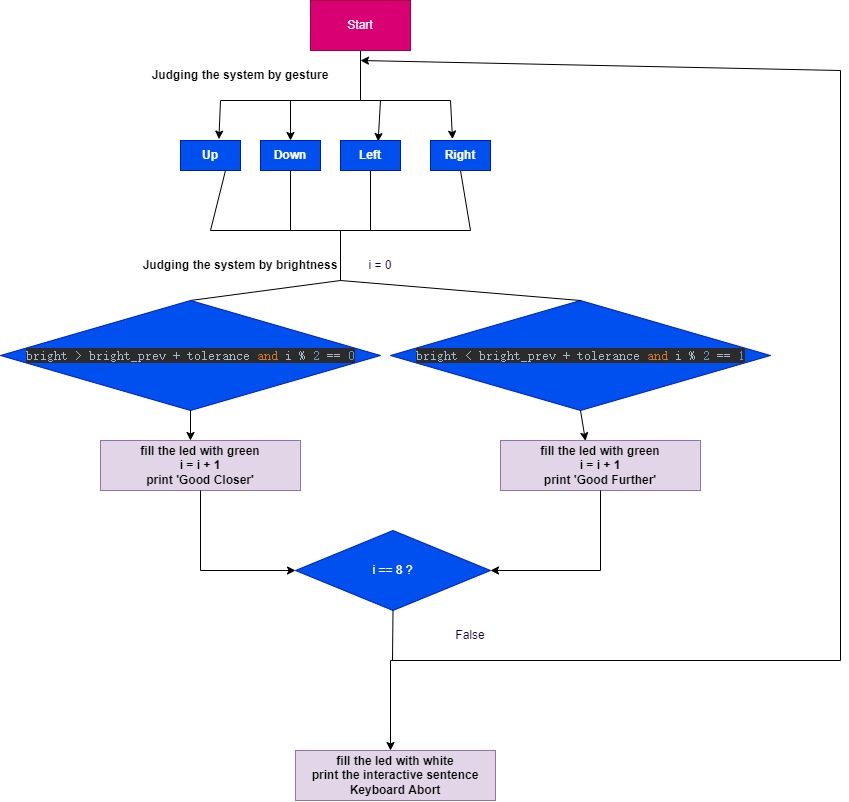 Start
Judging the system by gesture
Up
Down
Left
Right
Judging the system by brightness
i = 0
bright > bright_prev + tolerance and i % 2 == 0
bright < bright_prev + tolerance and i % 2 == 1
fill the led with green
i = i + 1
print 'Good Closer'
fill the led with green
i = i + 1
print 'Good Further'
i == 8 ?
False
fill the led with white
print the interactive sentence
Keyboard Abort